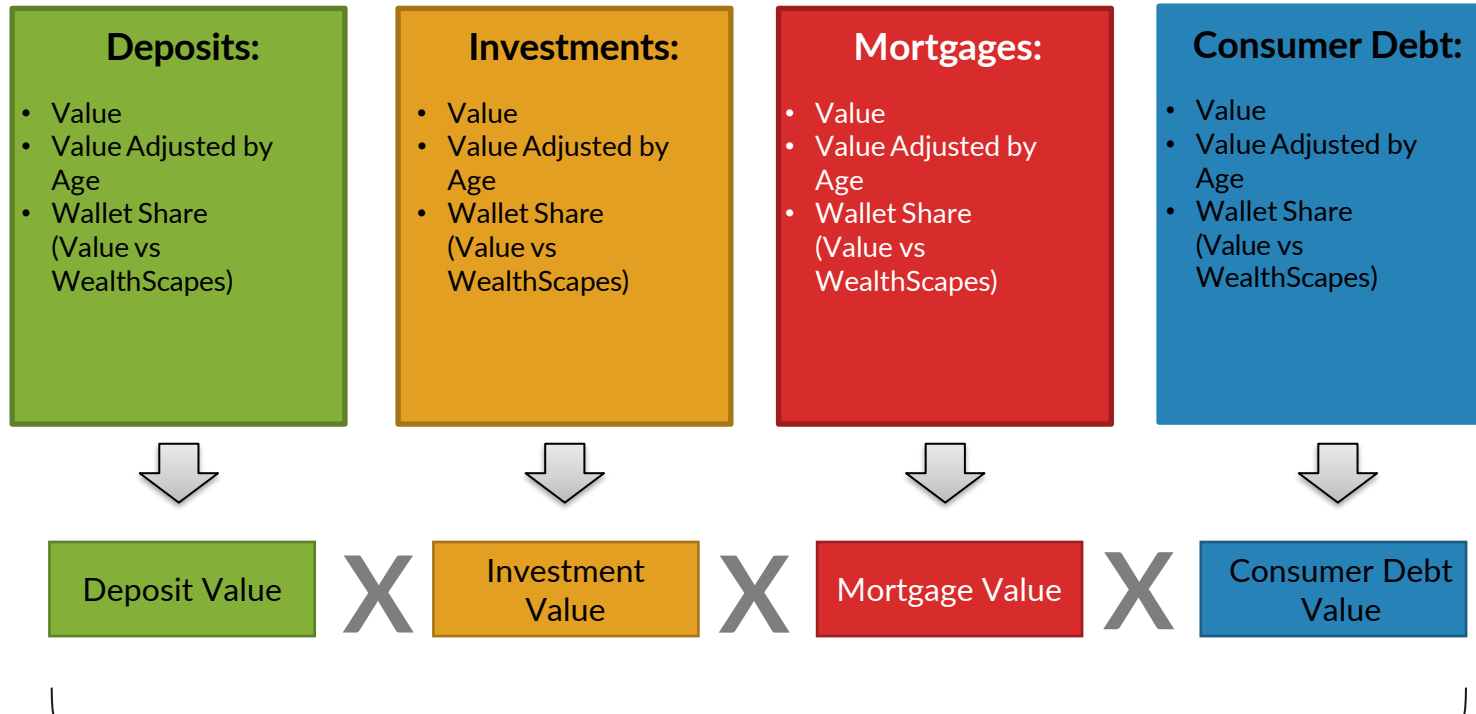 Deposits:
• Value
• Value Adjusted by
Age
• Wallet Share
(Value vs
WealthScapes)
Investments:
• Value
• Value Adjusted by
Age
• Wallet Share
(Value vs
WealthScapes)
Mortgages:
• Value
• Value Adjusted by
Age
• Wallet Share
(Value vs
WealthScapes)
Consumer Debt:
• Value
• Value Adjusted by
Age
• Wallet Share
(Value vs
WealthScapes)
Deposit Value
X
Investment
Value
X
Mortgage Value
X
Consumer Debt
Value